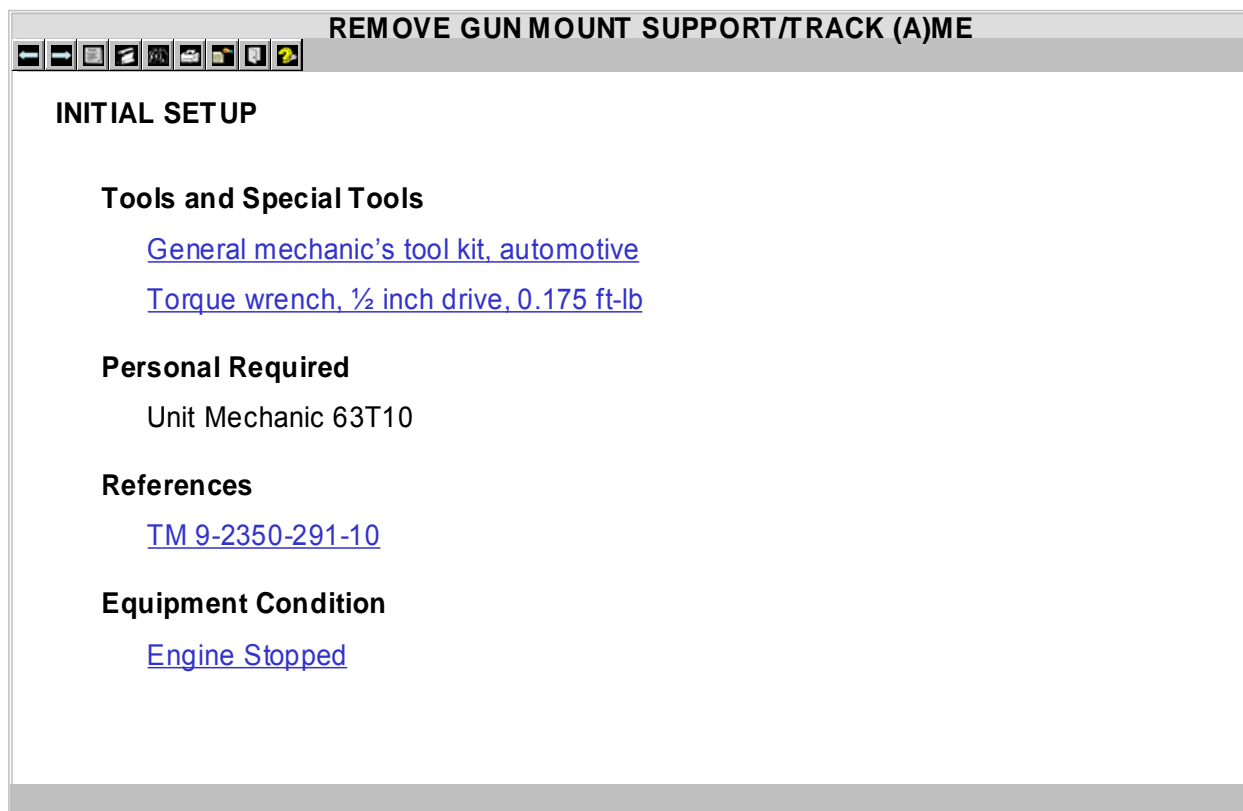 REMOVE GUN MOUNT SUPPORT/TRACK (A)ME
INITIAL SETUP
Tools and Special Tools
General mechanic’s tool kit, automotive
Torque wrench, ½ inch drive, 0.175 ft-lb
Personal Required
Unit Mechanic 63T10
References
TM 9-2350-291-10
Equipment Condition
Engine Stopped